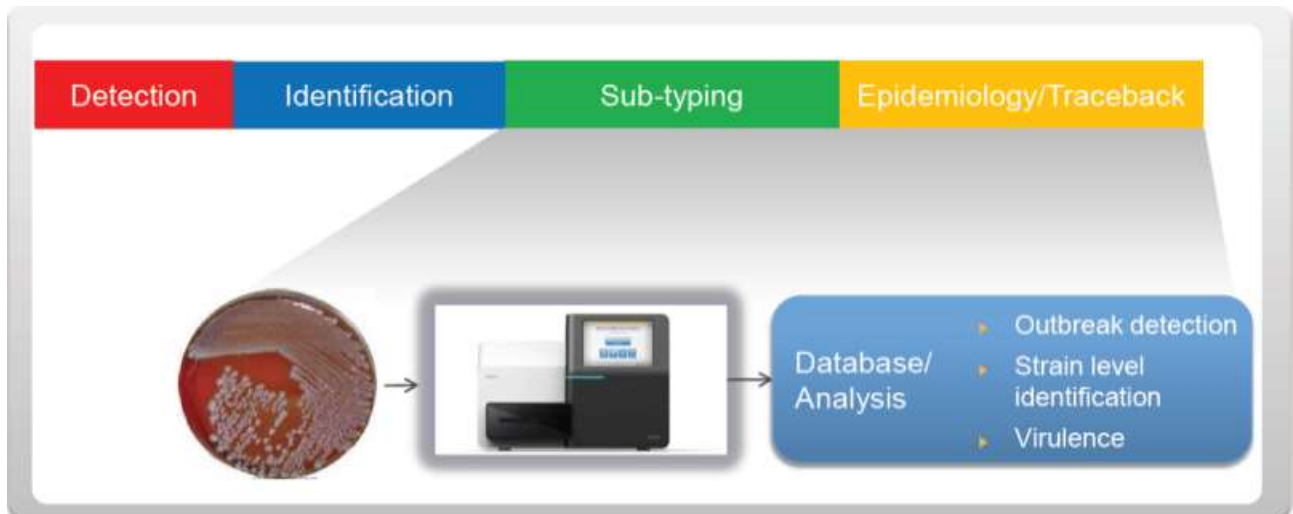 Detection
Identification
Sub-typing
Epidemiology/Traceback
Database/
Analysis
Outbreak detection
Strain level
identification
Virulence